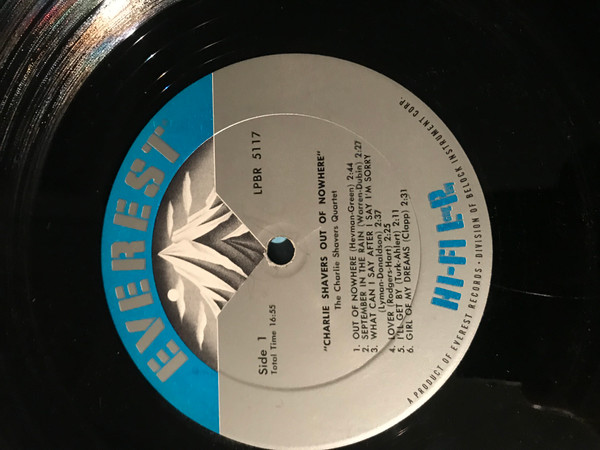 EVEREST
LPBR 5117
Side 1
Total Time 16:55
"CHARLIE SHAVERS OUT OF NOWHERE"
The Charlie Shavers Quartet
1. OUT OF NOWHERE (Heyman-Green) 2:44
2. SEPTEMBER IN THE RAIN (Warren-Dubin) 2:27
3. WHAT CAN I SAY AFTER I SAY I'M SORRY
(Lyman-Donaldson) 2:37
4. LOVER (Rodgers-Hart) 2:25
5. I'LL GET BY (Turk-Ahlert) 2:11
6. GIRL OF MY DREAMS (Clapp) 2:31
HI-FI L-P.
A PRODUCT OF EVEREST RECORDS · DIVISION OF BELOCK INSTRUMENT CORP.